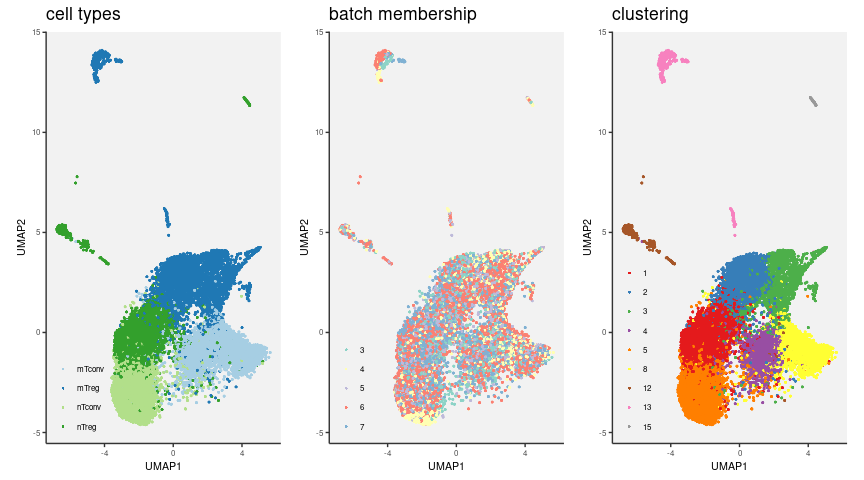 cell types
15
10
5
0
-5
UMAP2
mTconv
mTreg
nTconv
nTreg
-4
0
4
UMAP1
batch membership
15
10
5
0
-5
UMAP2
3
4
5
6
7
-4
0
4
UMAP1
clustering
15
10
5
0
-5
UMAP2
1
2
3
4
5
8
12
13
15
-4
0
4
UMAP1